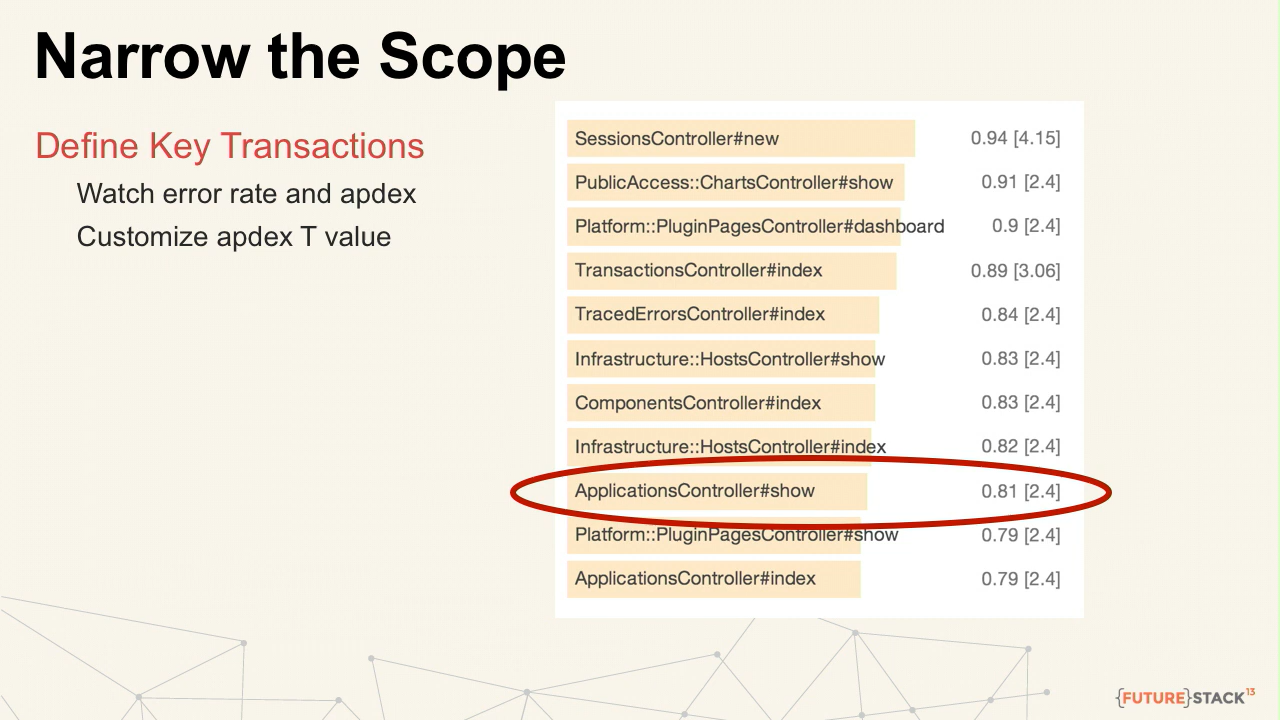 Narrow the Scope
Define Key Transactions
Watch error rate and apdex
Customize apdex T value
SessionsController#new 0.94 [4.15]
PublicAccess::ChartsController#show 0.91 [2.4]
Platform::PluginPagesController#dashboard 0.9 [2.4]
TransactionsController#index 0.89 [3.06]
TracedErrorsController#index 0.84 [2.4]
Infrastructure::HostsController#show 0.83 [2.4]
ComponentsController#index 0.83 [2.4]
Infrastructure::HostsController#index 0.82 [2.4]
ApplicationsController#show 0.81 [2.4]
Platform::PluginPagesController#show 0.79 [2.4]
ApplicationsController#index 0.79 [2.4]
{FUTURE}STACK13